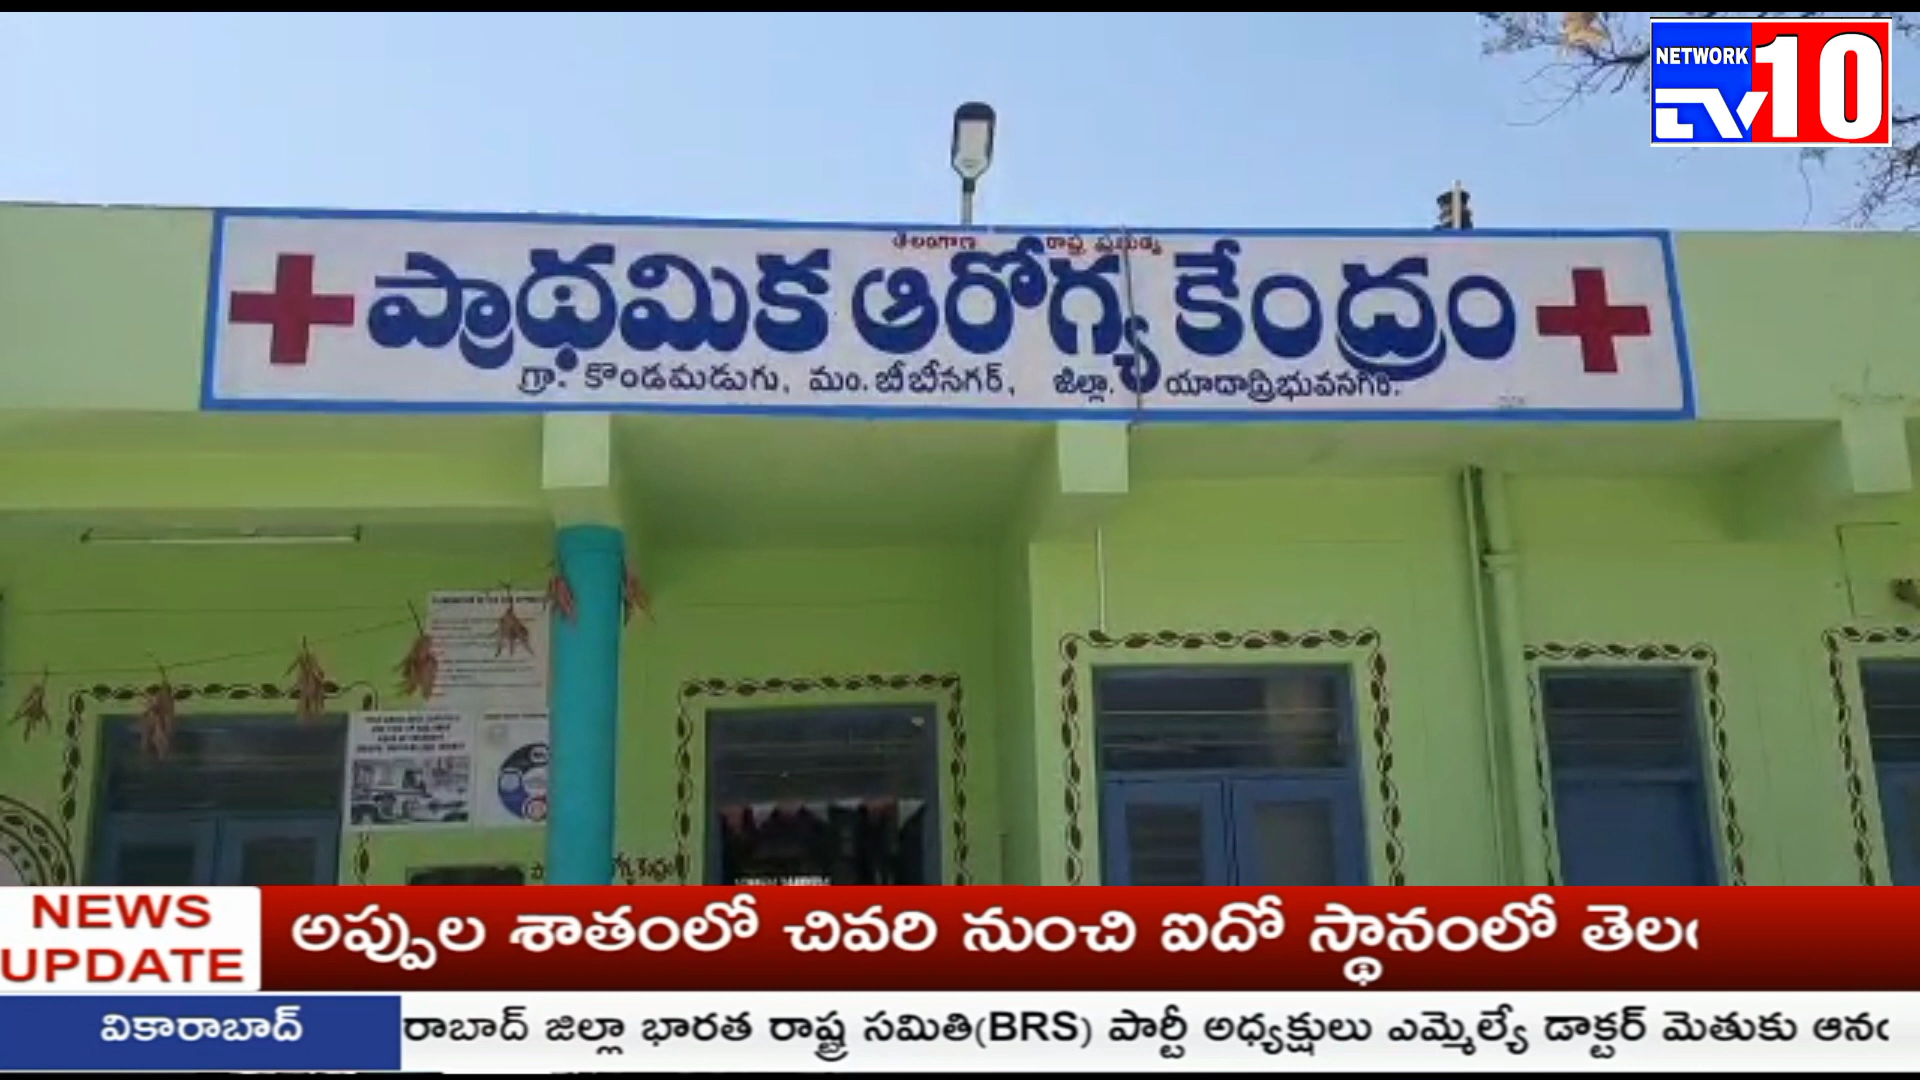 NETWORK
TV10
తెలంగాణ రాష్ట్ర ప్రభుత్వ
ప్రాథమిక ఆరోగ్య కేంద్రం
గ్రా. కొండమడుగు, మం. బీబీనగర్, జిల్లా. యాదాద్రిభువనగిరి.
NEWS
UPDATE
అప్పుల శాతంలో చివరి నుంచి ఐదో స్థానంలో తెల
వికారాబాద్
రాబాద్ జిల్లా భారత రాష్ట్ర సమితి(BRS) పార్టీ అధ్యక్షులు ఎమ్మెల్యే డాక్టర్ మెతుకు ఆన